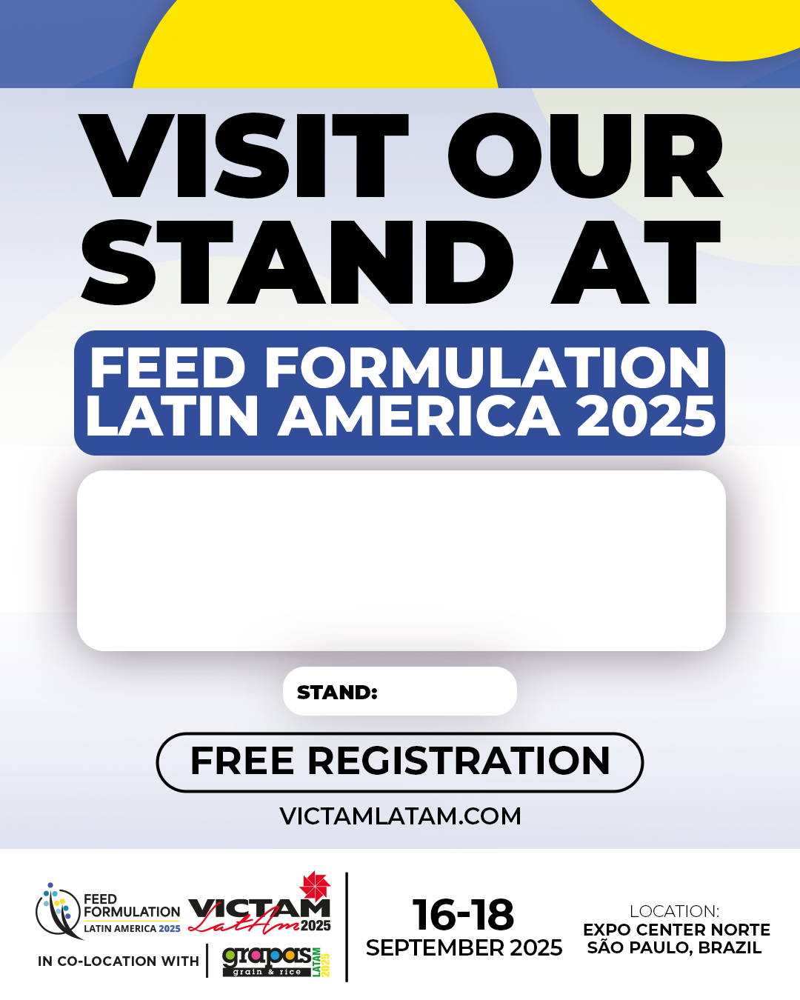 VISIT OUR
STAND AT
FEED FORMULATION
LATIN AMERICA 2025
STAND:
FREE REGISTRATION
VICTAMLATAM.COM
FEED
FORMULATION
LATIN AMERICA 2025
VICTAM
LatAm 2025
IN CO-LOCATION WITH
grapas
grain & rice
LATAM
2025
16-18
SEPTEMBER 2025
LOCATION:
EXPO CENTER NORTE
SÃO PAULO, BRAZIL